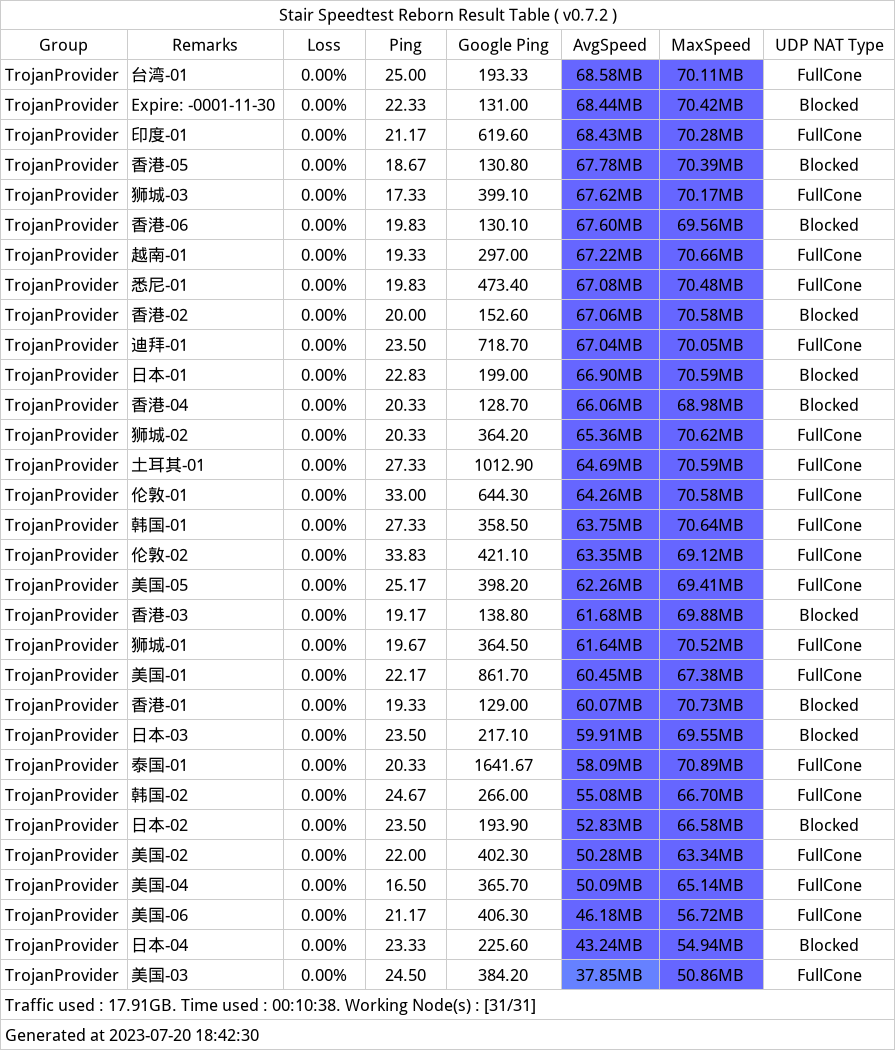 Stair Speedtest Reborn Result Table ( v0.7.2 )
Group Remarks Loss Ping Google Ping AvgSpeed MaxSpeed UDP NAT Type
TrojanProvider 台湾-01 0.00% 25.00 193.33 68.58MB 70.11MB FullCone
TrojanProvider Expire: -0001-11-30 0.00% 22.33 131.00 68.44MB 70.42MB Blocked
TrojanProvider 印度-01 0.00% 21.17 619.60 68.43MB 70.28MB FullCone
TrojanProvider 香港-05 0.00% 18.67 130.80 67.78MB 70.39MB Blocked
TrojanProvider 狮城-03 0.00% 17.33 399.10 67.62MB 70.17MB FullCone
TrojanProvider 香港-06 0.00% 19.83 130.10 67.60MB 69.56MB Blocked
TrojanProvider 越南-01 0.00% 19.33 297.00 67.22MB 70.66MB FullCone
TrojanProvider 悉尼-01 0.00% 19.83 473.40 67.08MB 70.48MB FullCone
TrojanProvider 香港-02 0.00% 20.00 152.60 67.06MB 70.58MB Blocked
TrojanProvider 迪拜-01 0.00% 23.50 718.70 67.04MB 70.05MB FullCone
TrojanProvider 日本-01 0.00% 22.83 199.00 66.90MB 70.59MB Blocked
TrojanProvider 香港-04 0.00% 20.33 128.70 66.06MB 68.98MB Blocked
TrojanProvider 狮城-02 0.00% 20.33 364.20 65.36MB 70.62MB FullCone
TrojanProvider 土耳其-01 0.00% 27.33 1012.90 64.69MB 70.59MB FullCone
TrojanProvider 伦敦-01 0.00% 33.00 644.30 64.26MB 70.58MB FullCone
TrojanProvider 韩国-01 0.00% 27.33 358.50 63.75MB 70.64MB FullCone
TrojanProvider 伦敦-02 0.00% 33.83 421.10 63.35MB 69.12MB FullCone
TrojanProvider 美国-05 0.00% 25.17 398.20 62.26MB 69.41MB FullCone
TrojanProvider 香港-03 0.00% 19.17 138.80 61.68MB 69.88MB Blocked
TrojanProvider 狮城-01 0.00% 19.67 364.50 61.64MB 70.52MB FullCone
TrojanProvider 美国-01 0.00% 22.17 861.70 60.45MB 67.38MB FullCone
TrojanProvider 香港-01 0.00% 19.33 129.00 60.07MB 70.73MB Blocked
TrojanProvider 日本-03 0.00% 23.50 217.10 59.91MB 69.55MB Blocked
TrojanProvider 泰国-01 0.00% 20.33 1641.67 58.09MB 70.89MB FullCone
TrojanProvider 韩国-02 0.00% 24.67 266.00 55.08MB 66.70MB FullCone
TrojanProvider 日本-02 0.00% 23.50 193.90 52.83MB 66.58MB Blocked
TrojanProvider 美国-02 0.00% 22.00 402.30 50.28MB 63.34MB FullCone
TrojanProvider 美国-04 0.00% 16.50 365.70 50.09MB 65.14MB FullCone
TrojanProvider 美国-06 0.00% 21.17 406.30 46.18MB 56.72MB FullCone
TrojanProvider 日本-04 0.00% 23.33 225.60 43.24MB 54.94MB Blocked
TrojanProvider 美国-03 0.00% 24.50 384.20 37.85MB 50.86MB FullCone
Traffic used : 17.91GB. Time used : 00:10:38. Working Node(s) : [31/31]
Generated at 2023-07-20 18:42:30